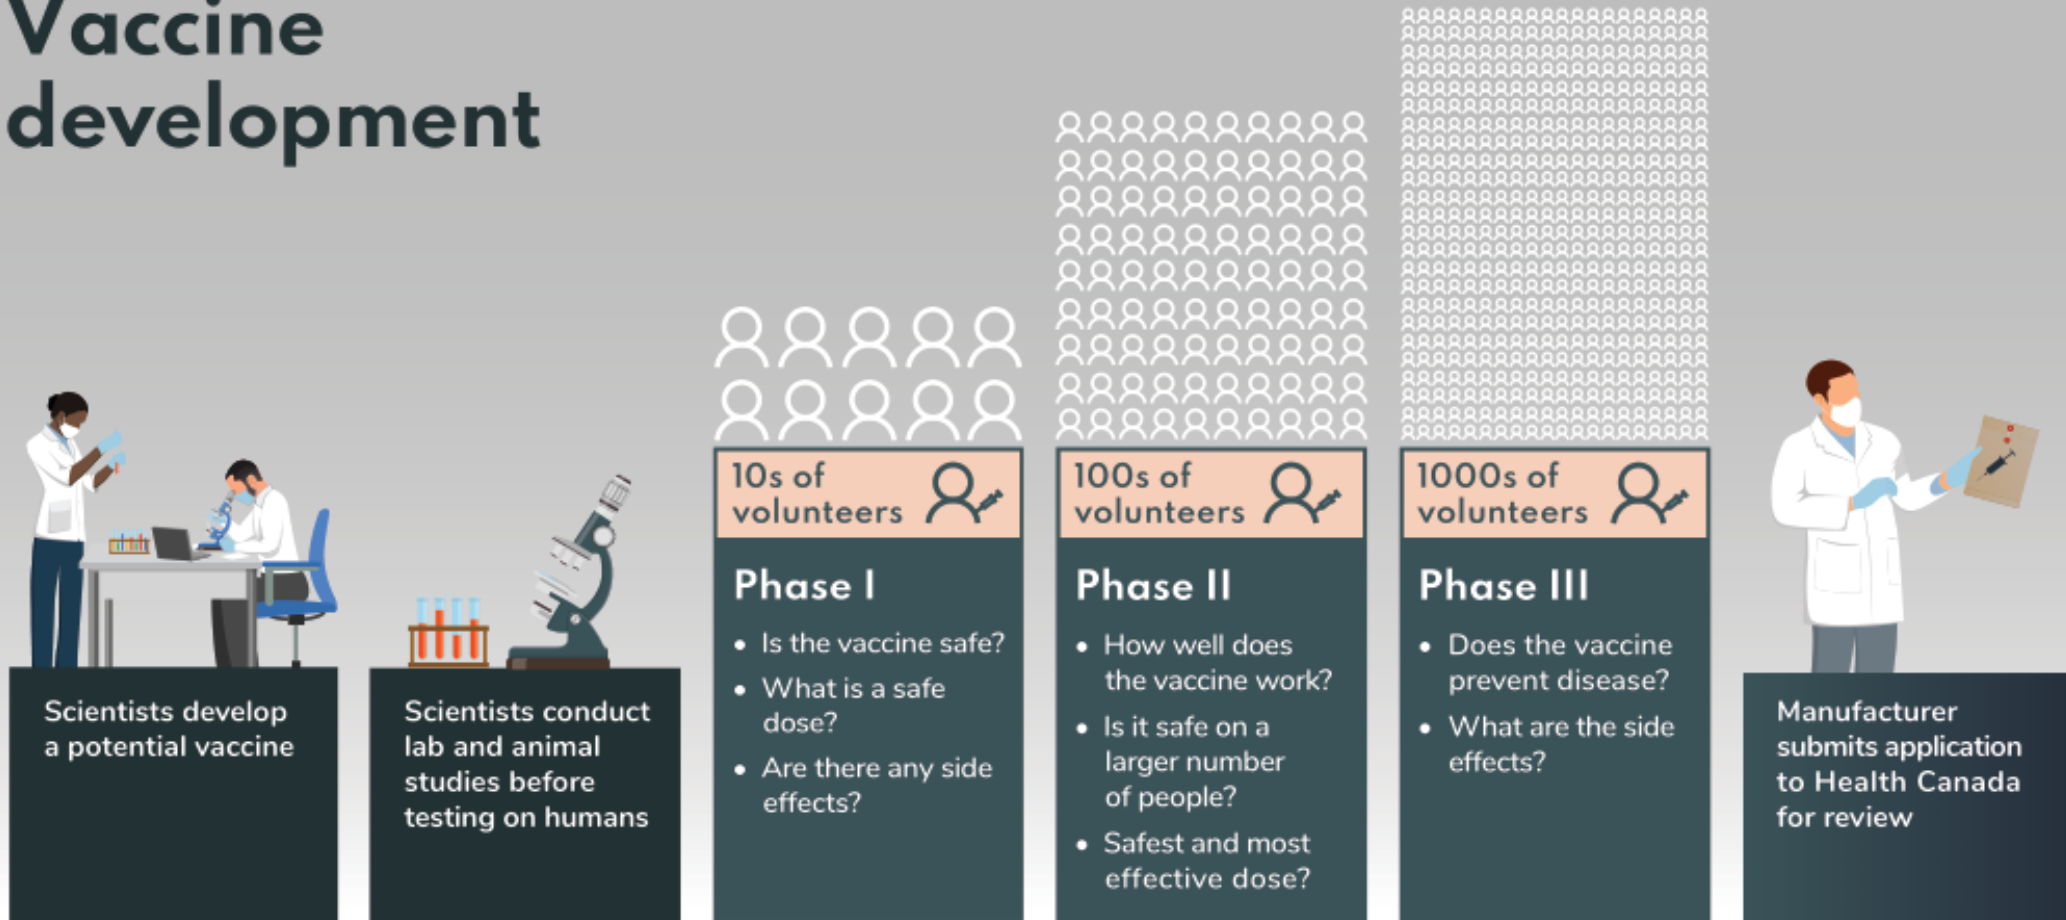 Vaccine
development
Scientists develop
a potential vaccine
Scientists conduct
lab and animal
studies before
testing on humans
10s of
volunteers
Phase I
• Is the vaccine safe?
• What is a safe
dose?
• Are there any side
effects?
100s of
volunteers
Phase II
• How well does
the vaccine work?
• Is it safe on a
larger number
of people?
• Safest and most
effective dose?
1000s of
volunteers
Phase III
• Does the vaccine
prevent disease?
• What are the side
effects?
Manufacturer
submits application
to Health Canada
for review